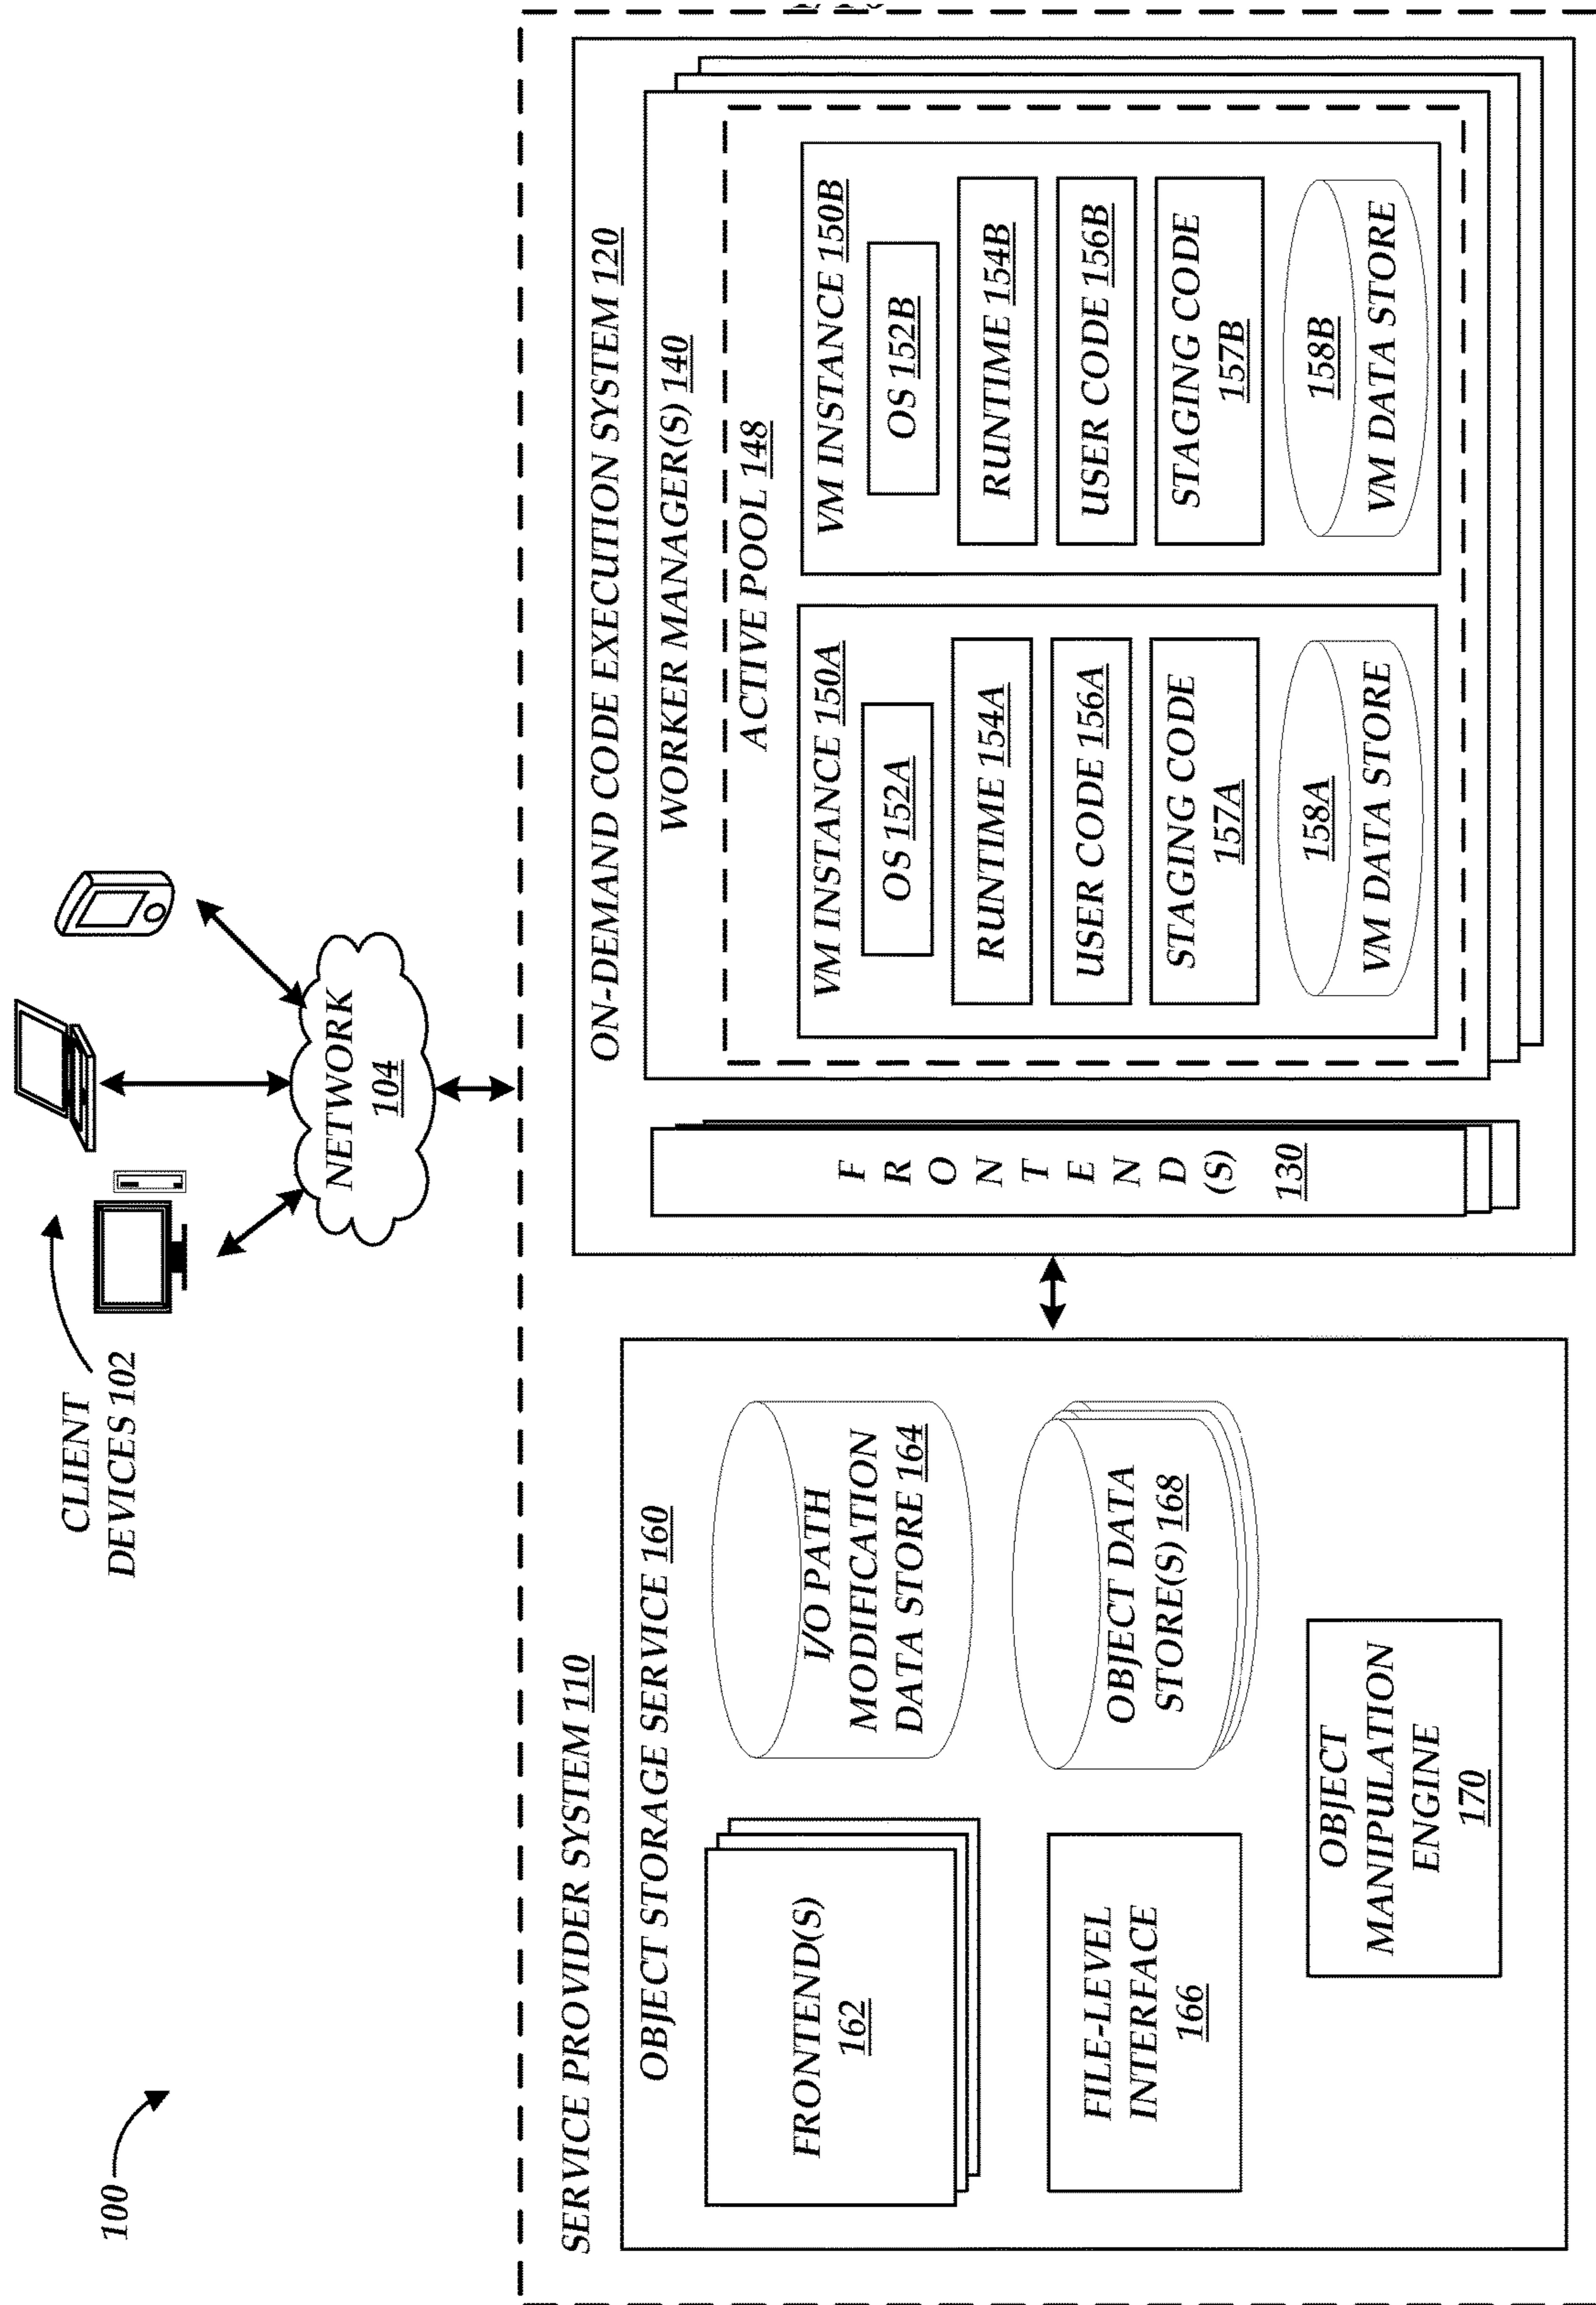 100
CLIENT
DEVICES 102
NETWORK
104
SERVICE PROVIDER SYSTEM 110
OBJECT STORAGE SERVICE 160
FRONTEND(S)
162
I/O PATH
MODIFICATION
DATA STORE 164
FILE-LEVEL
INTERFACE
166
OBJECT DATA
STORE(S) 168
OBJECT
MANIPULATION
ENGINE
170
ON-DEMAND CODE EXECUTION SYSTEM 120
F
R
O
N
T
E
N
D
(S)
130
WORKER MANAGER(S) 140
ACTIVE POOL 148
VM INSTANCE 150A
OS 152A
RUNTIME 154A
USER CODE 156A
STAGING CODE
157A
158A
VM DATA STORE
VM INSTANCE 150B
OS 152B
RUNTIME 154B
USER CODE 156B
STAGING CODE
157B
158B
VM DATA STORE